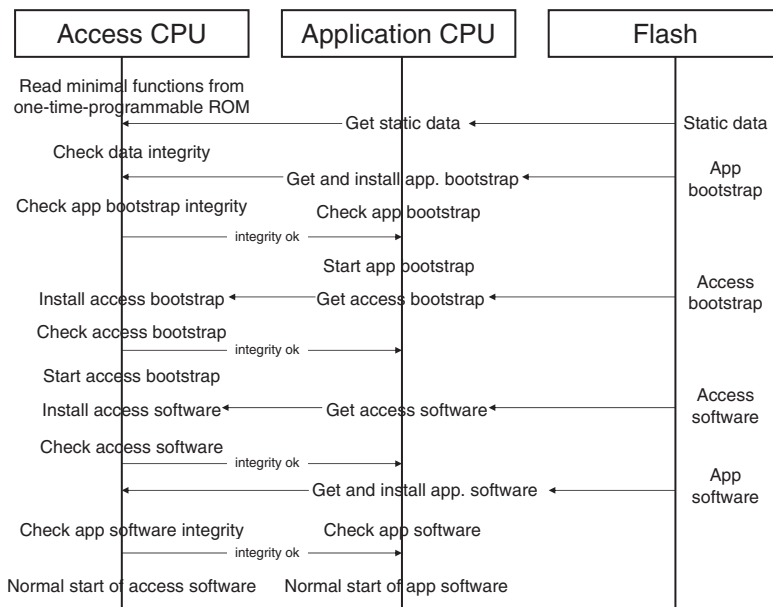 Access CPU
Application CPU
Flash
Read minimal functions from
one-time-programmable ROM
Get static data
Static data
Check data integrity
Get and install app. bootstrap
App
bootstrap
Check app bootstrap integrity
Check app bootstrap
integrity ok
Start app bootstrap
Install access bootstrap
Get access bootstrap
Access
bootstrap
Check access bootstrap
integrity ok
Start access bootstrap
Install access software
Get access software
Access
software
Check access software
integrity ok
Get and install app. software
App
software
Check app software integrity
Check app software
integrity ok
Normal start of access software
Normal start of app software